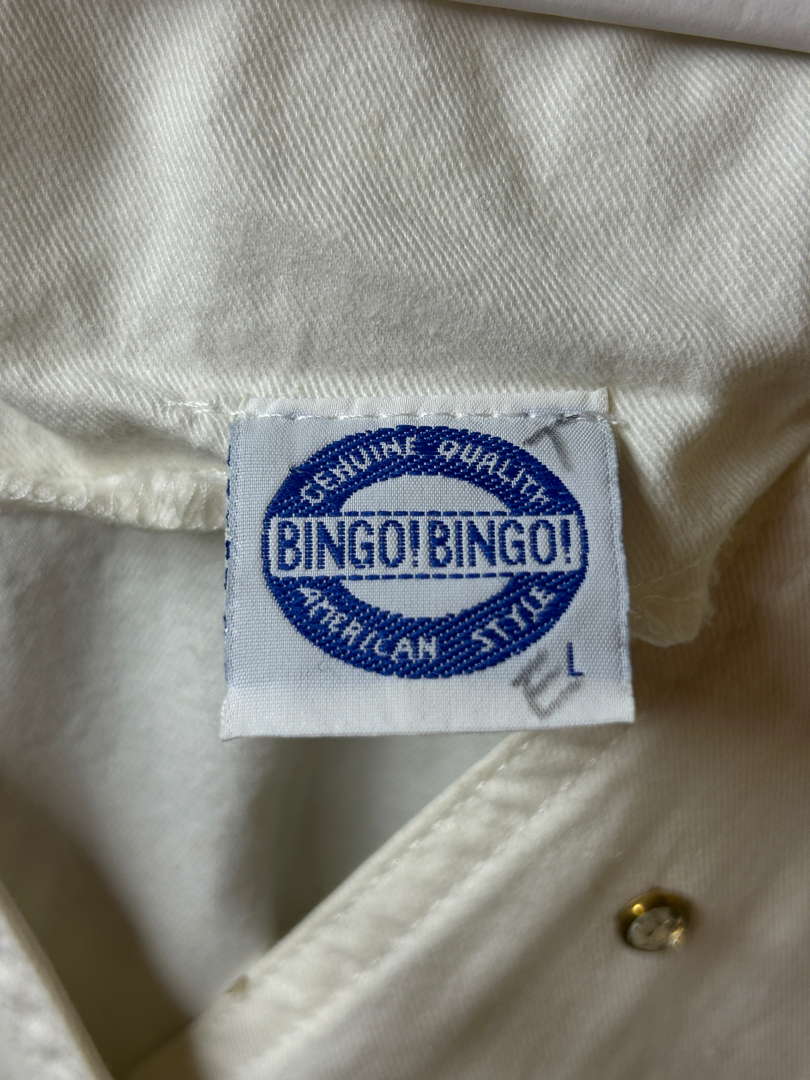 T
GENUINE QUALITY
BINGO! BINGO!
AMERICAN STYLE
L
E